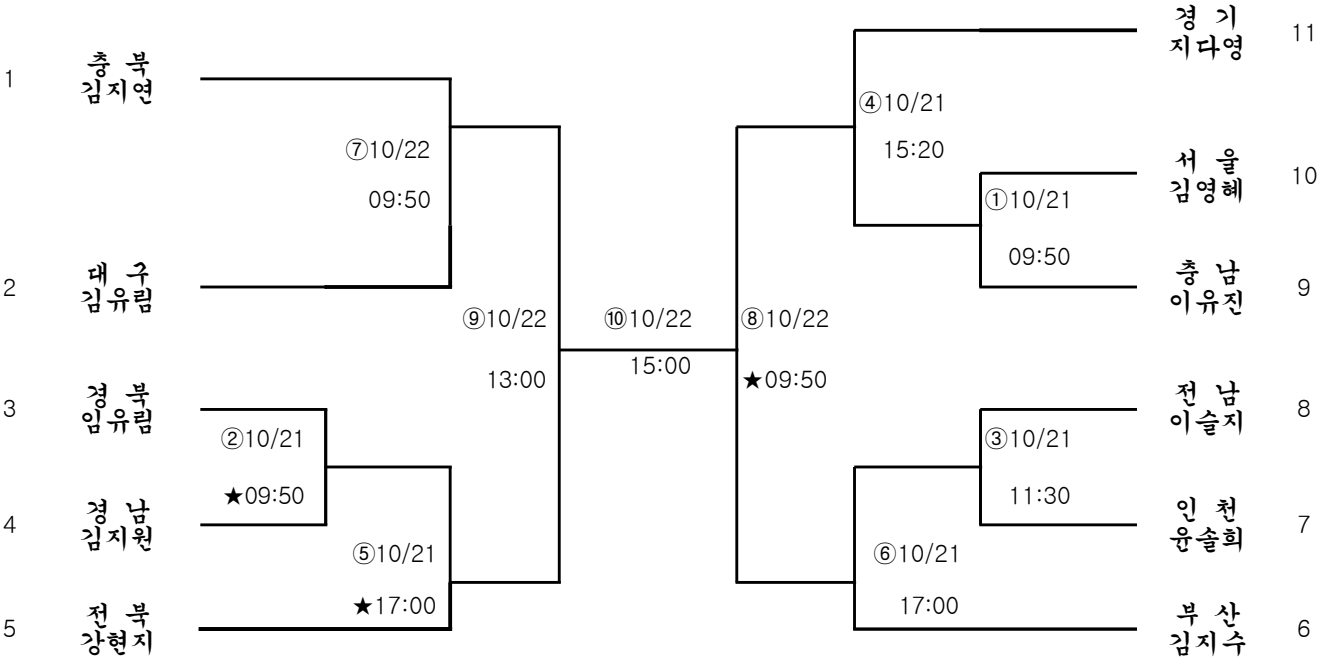 1
충 북
김지연
2
대 구
김유림
3
경 북
임유림
4
경 남
김지원
5
전 북
강현지
⑦10/22
09:50
②10/21
★09:50
⑤10/21
★17:00
⑨10/22
13:00
⑩10/22
15:00
⑧10/22
★09:50
④10/21
15:20
①10/21
09:50
③10/21
11:30
⑥10/21
17:00
경 기
지다영
11
서 울
김영혜
10
충 남
이유진
9
전 남
이슬지
8
인 천
윤솔희
7
부 산
김지수
6